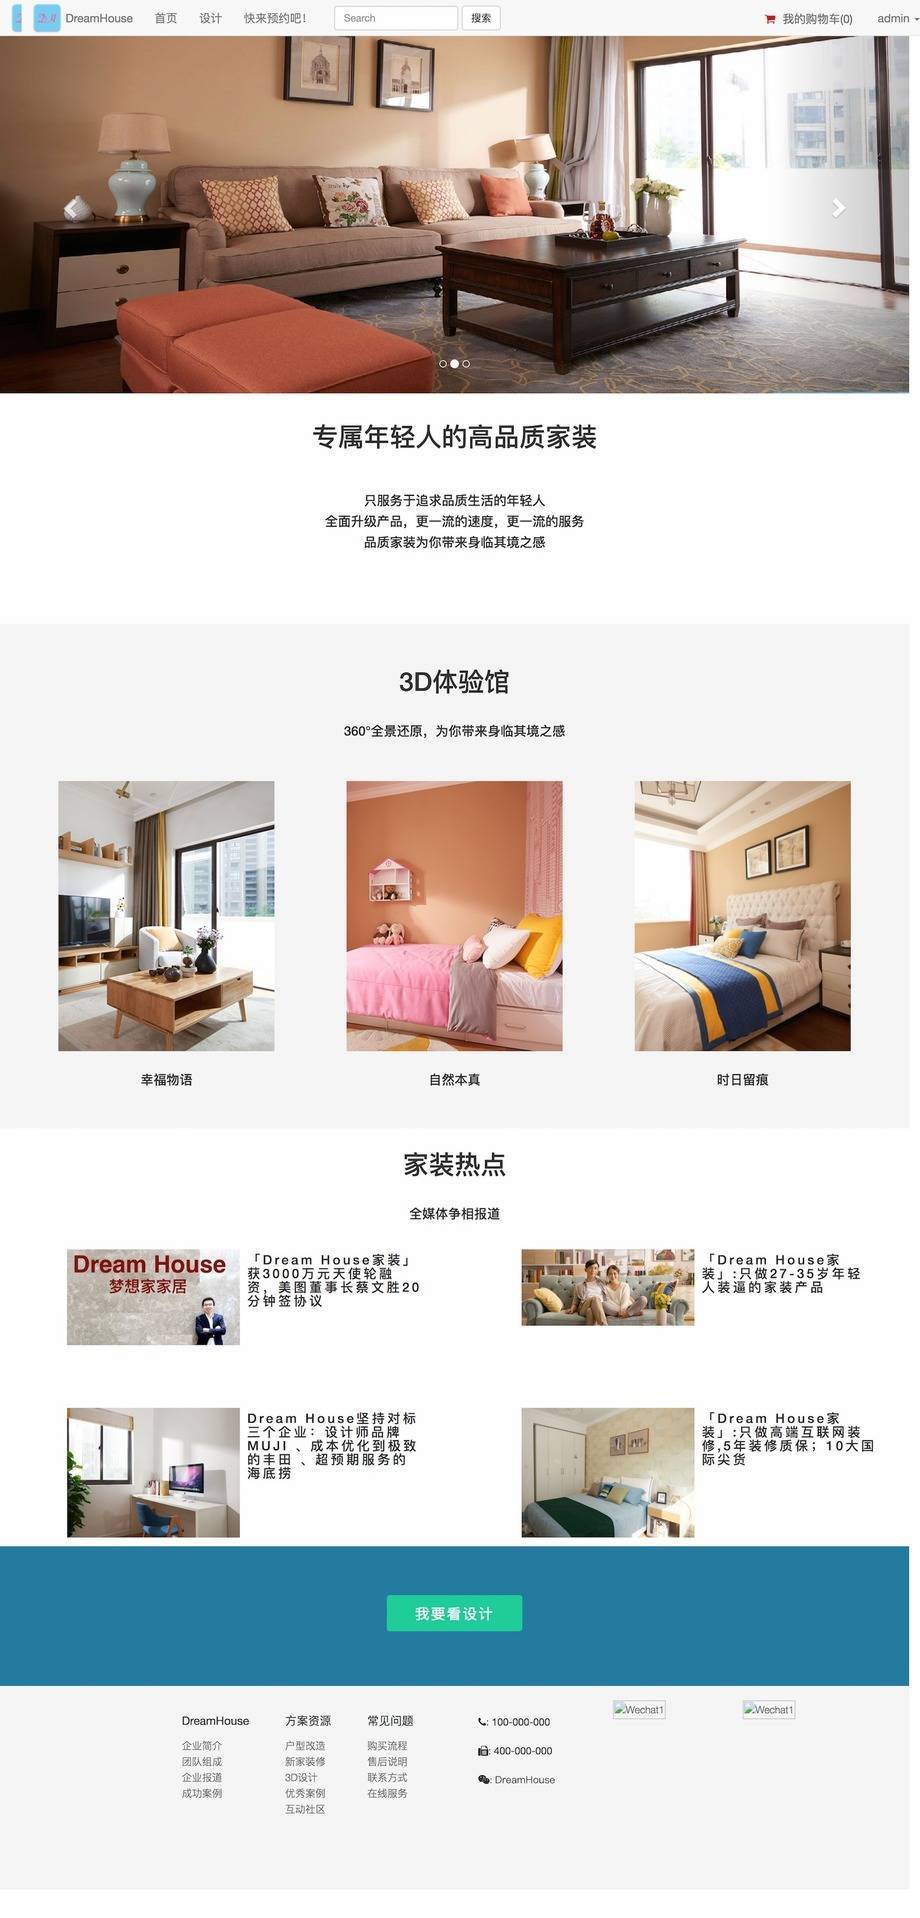 DH DreamHouse 首页 设计 快来预约吧! Search 搜索 我的购物车(0) admin
专属年轻人的高品质家装
只服务于追求品质生活的年轻人
全面升级产品，更一流的速度，更一流的服务
品质家装为你带来身临其境之感
3D体验馆
360°全景还原，为你带来身临其境之感
幸福物语
自然本真
时日留痕
家装热点
全媒体争相报道
Dream House
梦想家家居
「Dream House家装」
获3000万元天使轮融
资，美图董事长蔡文胜20
分钟签协议
「Dream House家
装」:只做27-35岁年轻
人装逼的家装产品
Dream House坚持对标
三个企业：设计师品牌
MUJI 、成本优化到极致
的丰田 、超预期服务的
海底捞
「Dream House家
装」:只做高端互联网装
修,5年装修质保；10大国
际尖货
我要看设计
DreamHouse
企业简介
团队组成
企业报道
成功案例
方案资源
户型改造
新家装修
3D设计
优秀案例
互动社区
常见问题
购买流程
售后说明
联系方式
在线服务
: 100-000-000
: 400-000-000
: DreamHouse
Wechat1
Wechat1